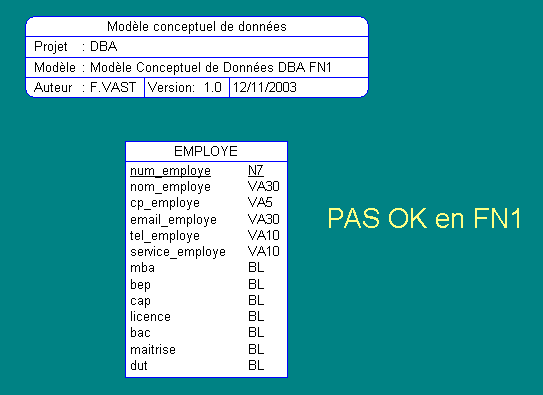 Modèle conceptuel de données
Projet : DBA
Modèle : Modèle Conceptuel de Données DBA FN1
Auteur : F.VAST Version: 1.0 12/11/2003
EMPLOYE
num_employe N7
nom_employe VA30
cp_employe VA5
email_employe VA30
tel_employe VA10
service_employe VA10
mba BL
bep BL
cap BL
licence BL
bac BL
maitrise BL
dut BL
PAS OK en FN1